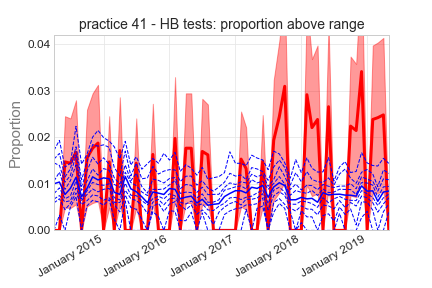 practice 41 - HB tests: proportion above range
Proportion
0.04
0.03
0.02
0.01
0.00
January 2015
January 2016
January 2017
January 2018
January 2019